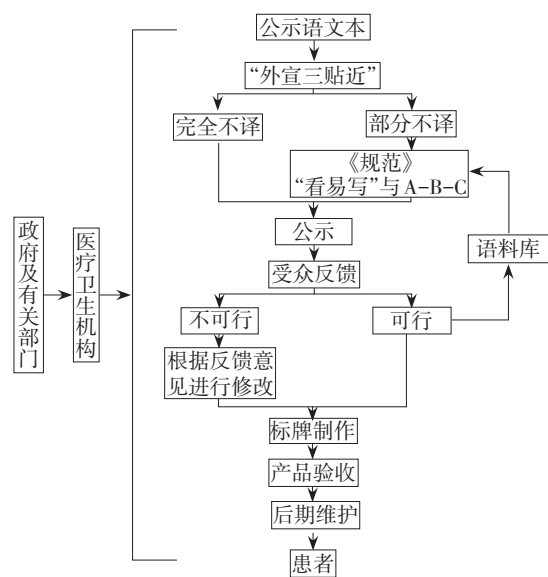 公示语文本
“外宣三贴近”
完全不译
部分不译
《规范》
“看易写”与A-B-C
公示
受众反馈
语料库
政府及有关部门
医疗卫生机构
不可行
可行
根据反馈意
见进行修改
标牌制作
产品验收
后期维护
患者